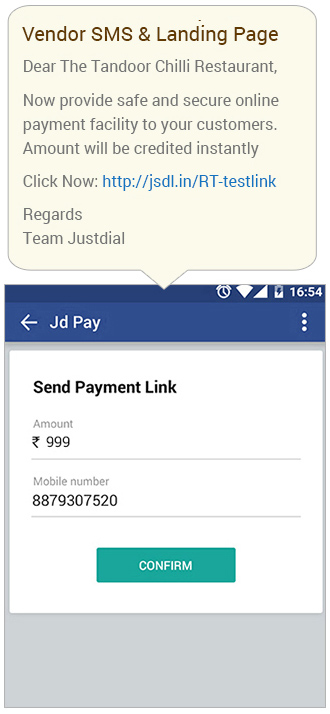 Vendor SMS & Landing Page
Dear The Tandoor Chilli Restaurant,
Now provide safe and secure online
payment facility to your customers.
Amount will be credited instantly
Click Now: http://jsdl.in/RT-testlink
Regards
Team Justdial
16:54
Jd Pay
Send Payment Link
Amount
₹ 999
Mobile number
8879307520
CONFIRM